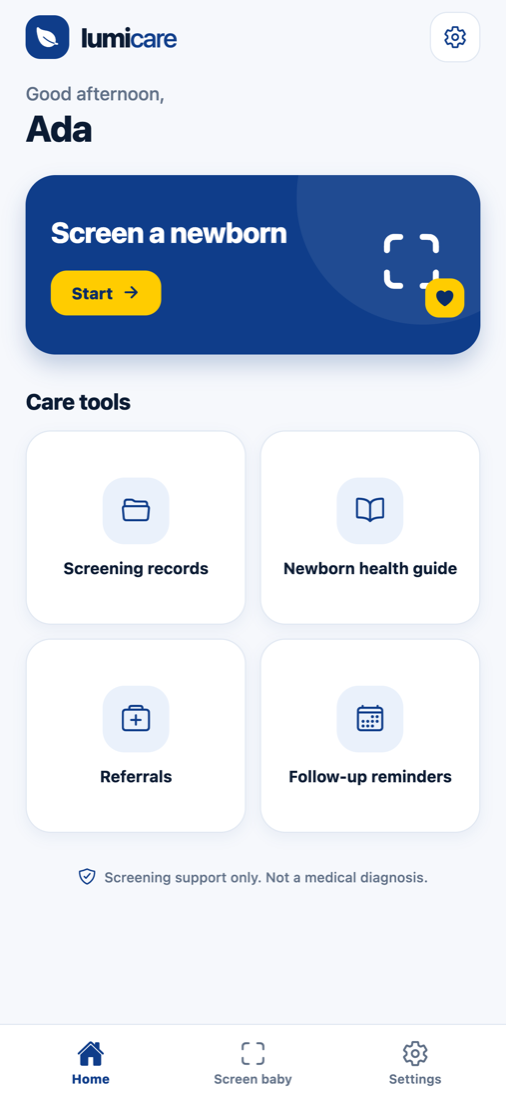 lumicare
Good afternoon,
Ada
Screen a newborn
Start
Care tools
Screening records
Newborn health guide
Referrals
Follow-up reminders
Screening support only. Not a medical diagnosis.
Home
Screen baby
Settings